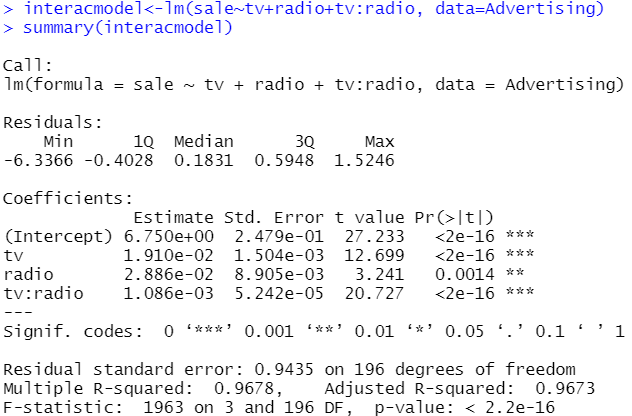 > interacmodel<-lm(sale~tv+radio+tv:radio, data=Advertising)
> summary(interacmodel)

Call:
lm(formula = sale ~ tv + radio + tv:radio, data = Advertising)

Residuals:
    Min      1Q  Median      3Q     Max
-6.3366 -0.4028  0.1831  0.5948  1.5246

Coefficients:
             Estimate Std. Error t value Pr(>|t|)
(Intercept) 6.750e+00  2.479e-01  27.233   <2e-16 ***
tv          1.910e-02  1.504e-03  12.699   <2e-16 ***
radio       2.886e-02  8.905e-03   3.241   0.0014 **
tv:radio    1.086e-03  5.242e-05  20.727   <2e-16 ***
---
Signif. codes:  0 ‘***’ 0.001 ‘**’ 0.01 ‘*’ 0.05 ‘.’ 0.1 ‘ ’ 1

Residual standard error: 0.9435 on 196 degrees of freedom
Multiple R-squared:  0.9678,	Adjusted R-squared:  0.9673
F-statistic:  1963 on 3 and 196 DF,  p-value: < 2.2e-16